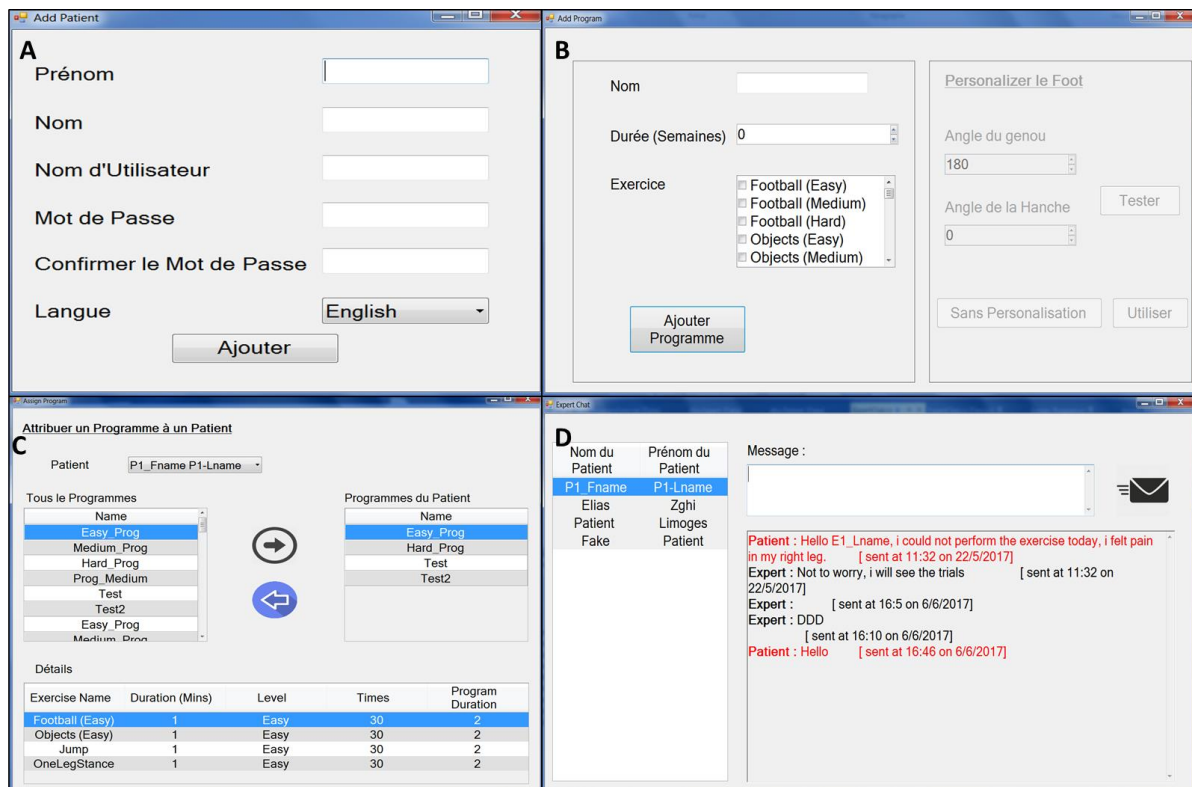 Add Patient
A
Prénom
Nom
Nom d'Utilisateur
Mot de Passe
Confirmer le Mot de Passe
Langue English
Ajouter
Add Program
B
Nom
Durée (Semaines) 0
Exercice
Football (Easy)
Football (Medium)
Football (Hard)
Objects (Easy)
Objects (Medium)
Ajouter
Programme
Personalizer le Foot
Angle du genou
180
Angle de la Hanche
0
Tester
Sans Personalisation Utiliser
Assign Program
Attribuer un Programme à un Patient
C
Patient P1_Fname P1-Lname
Tous le Programmes
Name
Easy_Prog
Medium_Prog
Hard_Prog
Prog_Medium
Test
Test2
Easy_Prog
Medium_Prog
Programmes du Patient
Name
Easy_Prog
Hard_Prog
Test
Test2
Détails
Exercise Name Duration (Mins) Level Times Program
Duration
Football (Easy) 1 Easy 30 2
Objects (Easy) 1 Easy 30 2
Jump 1 Easy 30 2
OneLegStance 1 Easy 30 2
Expert Chat
D
Nom du Prénom du
Patient Patient
P1_Fname P1-Lname
Elias Zghi
Patient Limoges
Fake Patient
Message :
Patient : Hello E1_Lname, i could not perform the exercise today, i felt pain
in my right leg. [ sent at 11:32 on 22/5/2017]
Expert : Not to worry, i will see the trials [ sent at 11:32 on
22/5/2017]
Expert : [ sent at 16:5 on 6/6/2017]
Expert : DDD
[ sent at 16:10 on 6/6/2017]
Patient : Hello [ sent at 16:46 on 6/6/2017]